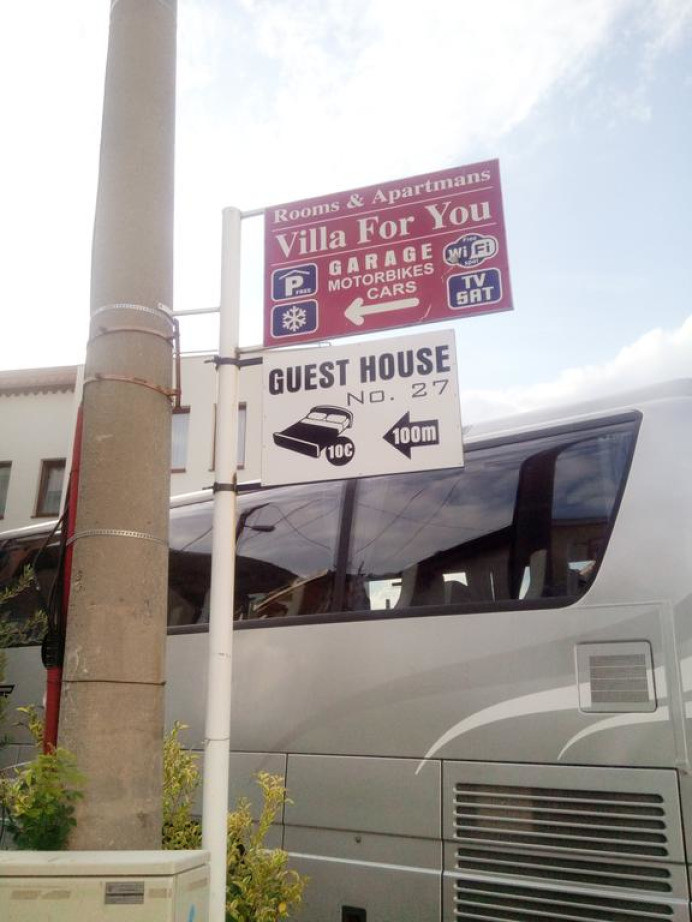 Rooms & Apartmans
Villa For You
GARAGE
MOTORBIKES
CARS
P
FREE
Free
Wi Fi
TV
SAT
GUEST HOUSE
No. 27
10€
100m